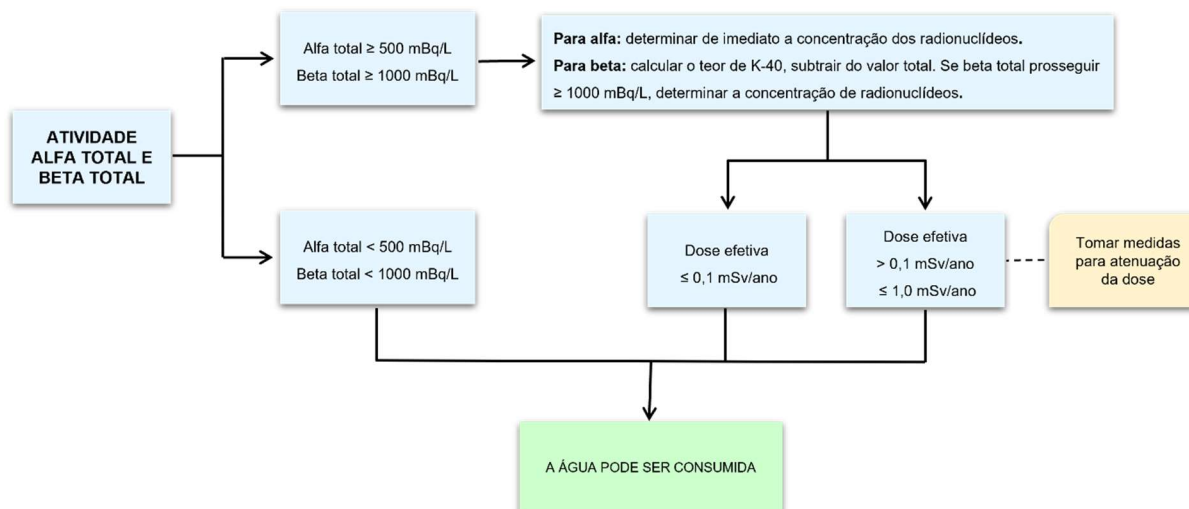 ATIVIDADE
ALFA TOTAL E
BETA TOTAL
Alfa total ≥ 500 mBq/L
Beta total ≥ 1000 mBq/L
Para alfa: determinar de imediato a concentração dos radionuclídeos.
Para beta: calcular o teor de K-40, subtrair do valor total. Se beta total prosseguir
≥ 1000 mBq/L, determinar a concentração de radionuclídeos.
Alfa total < 500 mBq/L
Beta total < 1000 mBq/L
Dose efetiva
≤ 0,1 mSv/ano
Dose efetiva
> 0,1 mSv/ano
≤ 1,0 mSv/ano
Tomar medidas
para atenuação
da dose
A ÁGUA PODE SER CONSUMIDA